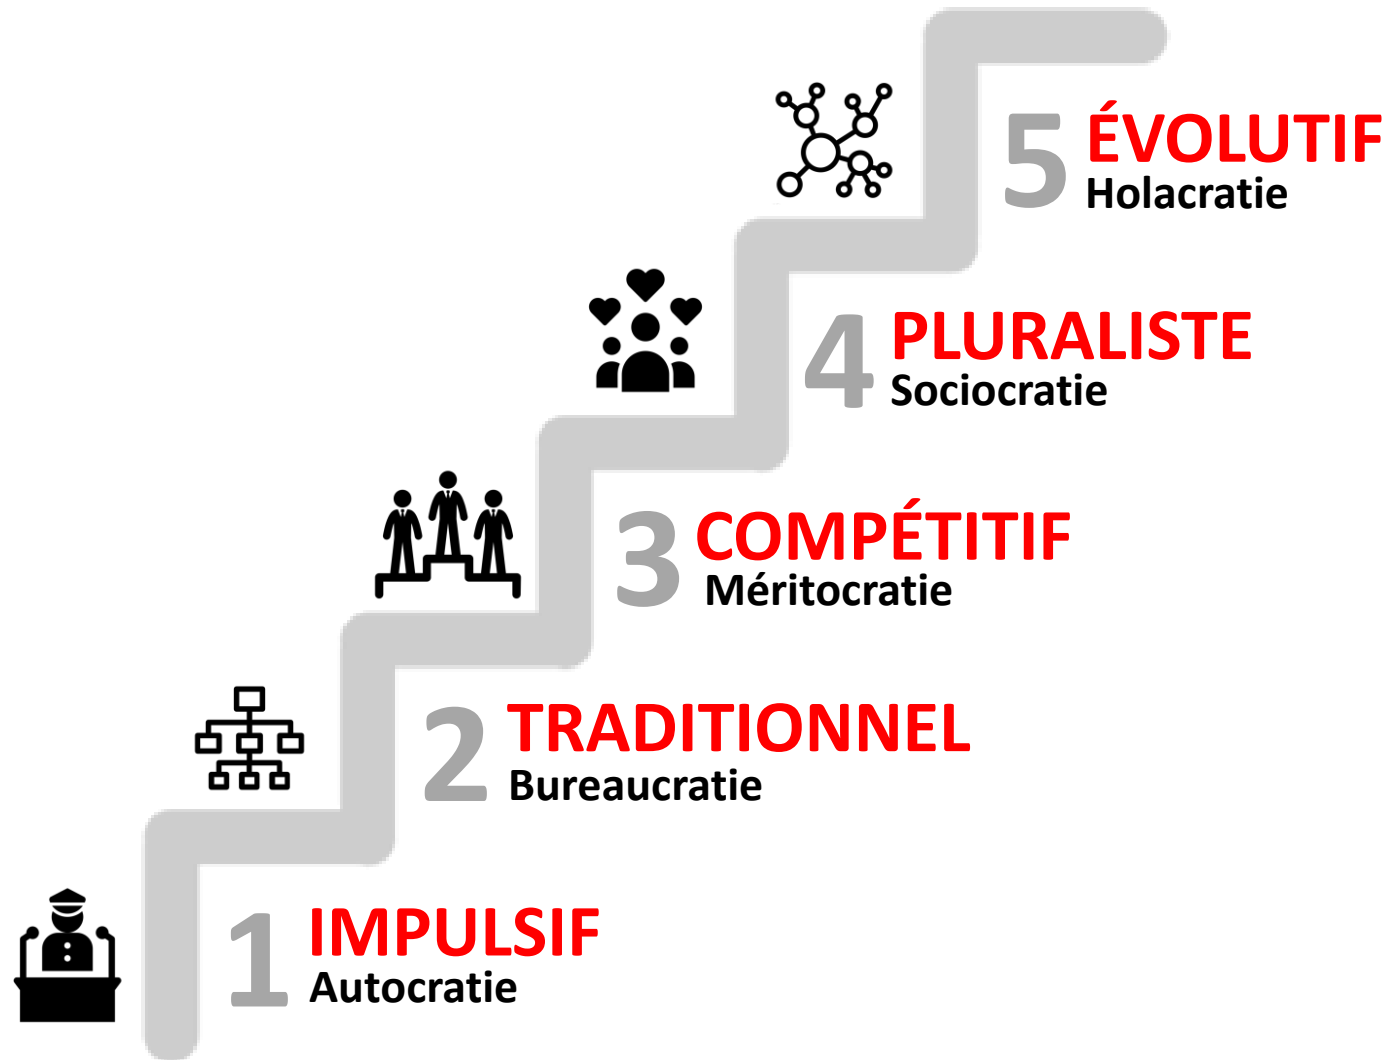 5 ÉVOLUTIF
Holacratie
4 PLURALISTE
Sociocratie
3 COMPÉTITIF
Méritocratie
2 TRADITIONNEL
Bureaucratie
1 IMPULSIF
Autocratie